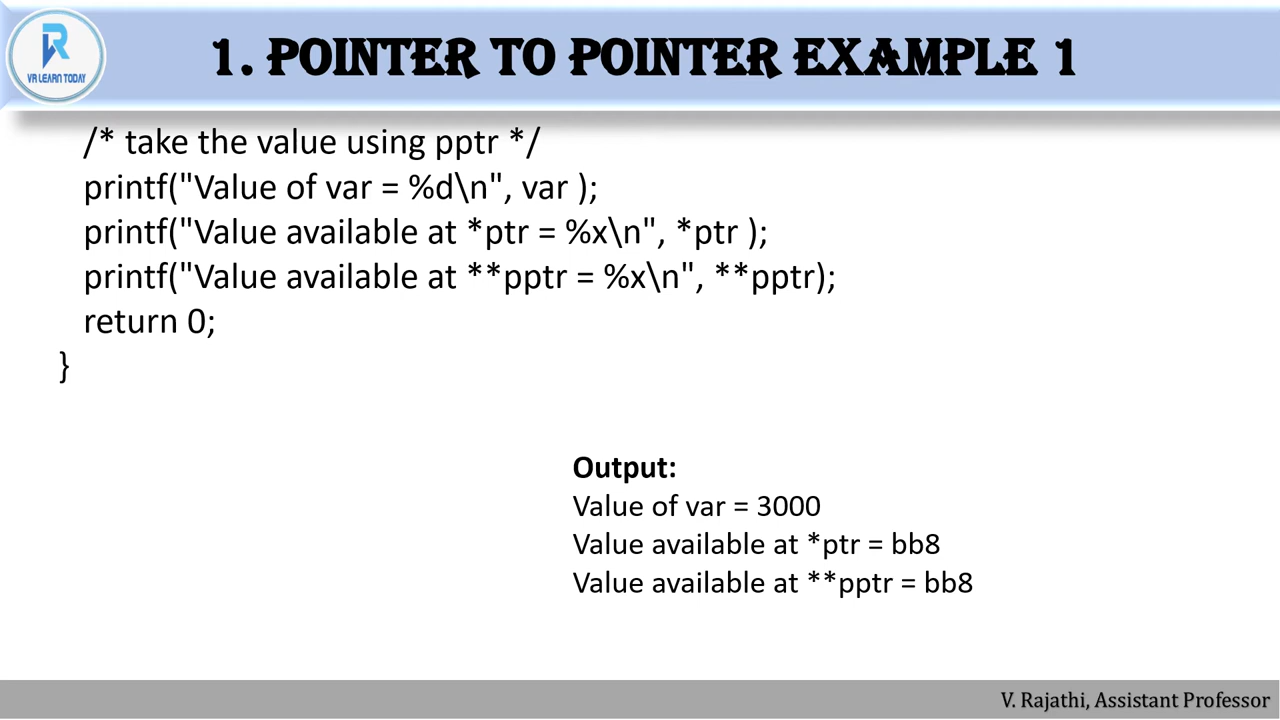 VR LEARN TODAY
1. POINTER TO POINTER EXAMPLE 1
/* take the value using pptr */
printf("Value of var = %d\n", var );
printf("Value available at *ptr = %x\n", *ptr );
printf("Value available at **pptr = %x\n", **pptr);
return 0;
}
Output:
Value of var = 3000
Value available at *ptr = bb8
Value available at **pptr = bb8
V. Rajathi, Assistant Professor